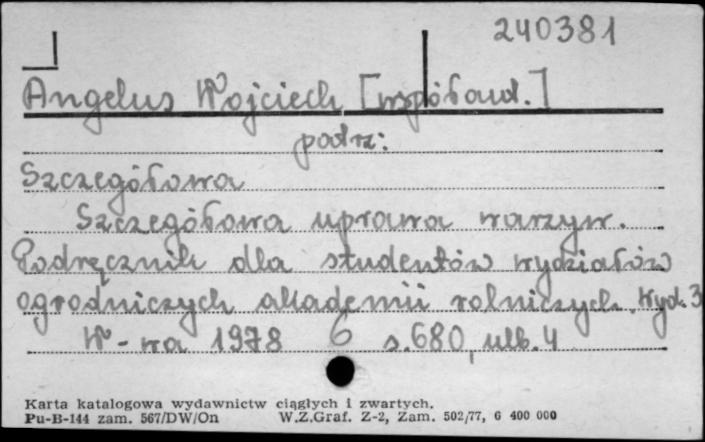 240381
Angelus Wojciech [współaut.]
patrz:
Szczegółowa
Szczegółowa uprawa warzyw.
Podręcznik dla studentów wydziałów
ogrodniczych akademii rolniczych. Wyd. 3
W-wa 1978 6 s. 680, ulb. 4
Karta katalogowa wydawnictw ciągłych i zwartych.
Pu-B-144 zam. 567/DW/On W.Z.Graf. Z-2, Zam. 502/77, 6 400 000